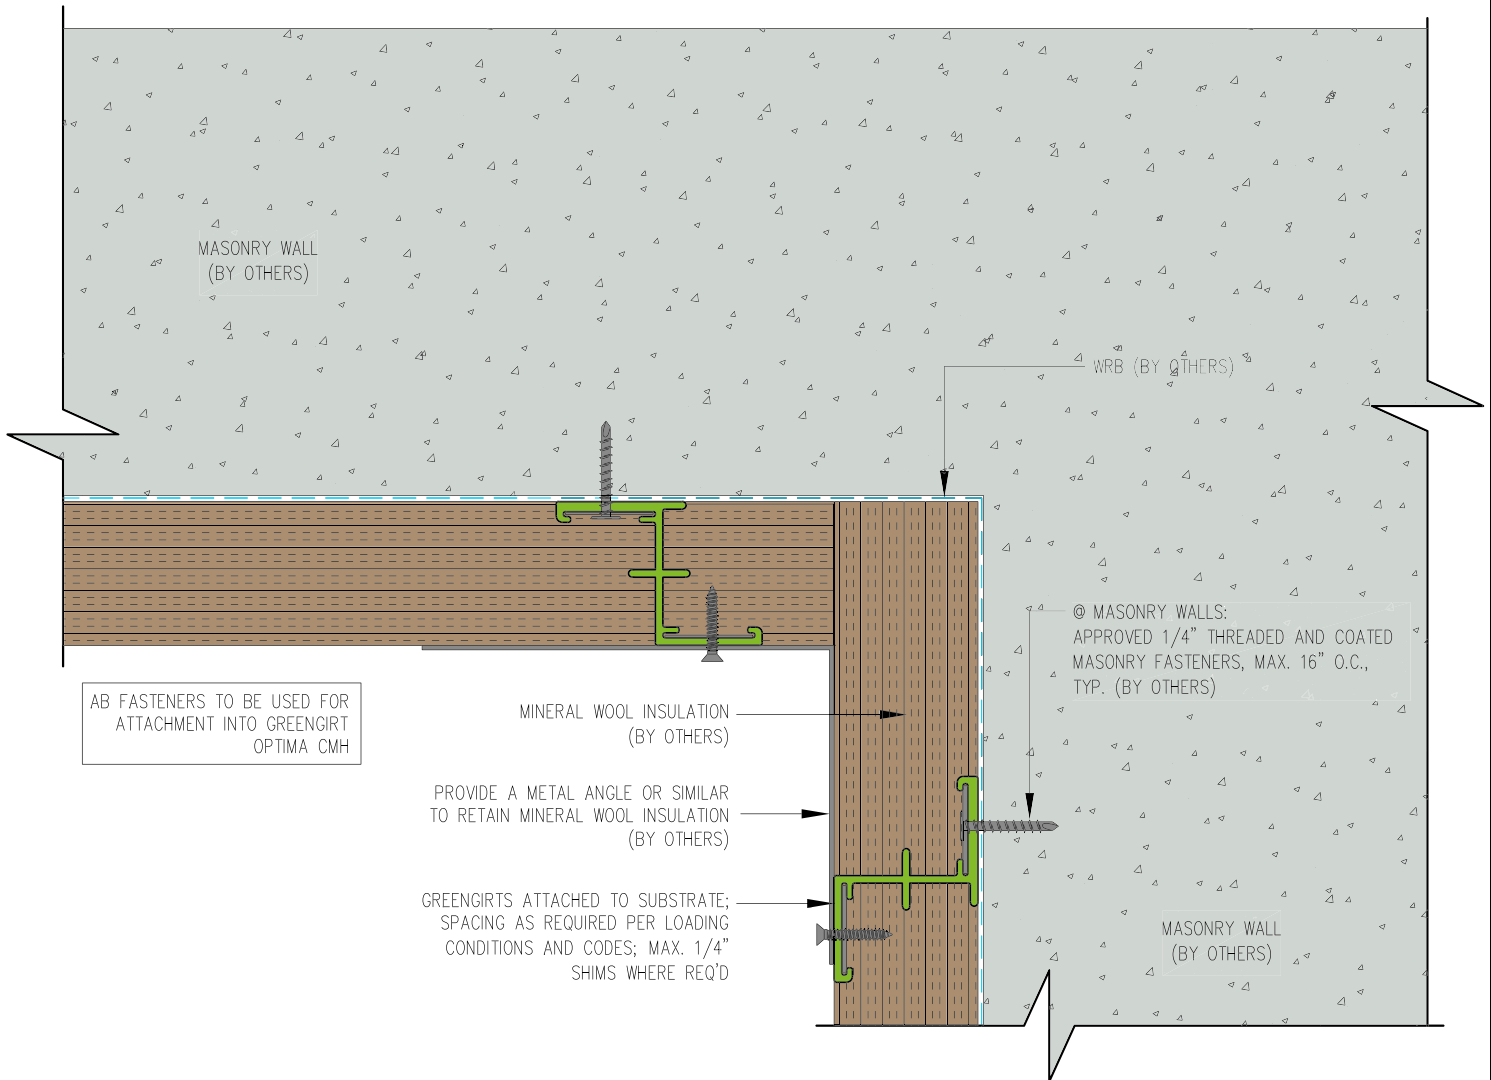 MASONRY WALL
(BY OTHERS)
WRB (BY OTHERS)
@ MASONRY WALLS:
APPROVED 1/4" THREADED AND COATED
MASONRY FASTENERS, MAX. 16" O.C.,
TYP. (BY OTHERS)
AB FASTENERS TO BE USED FOR
ATTACHMENT INTO GREENGIRT
OPTIMA CMH
MINERAL WOOL INSULATION
(BY OTHERS)
PROVIDE A METAL ANGLE OR SIMILAR
TO RETAIN MINERAL WOOL INSULATION
(BY OTHERS)
GREENGIRTS ATTACHED TO SUBSTRATE;
SPACING AS REQUIRED PER LOADING
CONDITIONS AND CODES; MAX. 1/4"
SHIMS WHERE REQ'D
MASONRY WALL
(BY OTHERS)